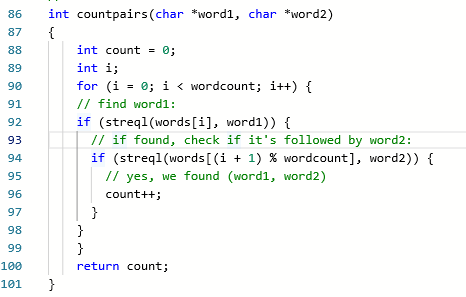 86 int countpairs(char *word1, char *word2)
87 {
88     int count = 0;
89     int i;
90     for (i = 0; i < wordcount; i++) {
91     // find word1:
92     if (streql(words[i], word1)) {
93       // if found, check if it's followed by word2:
94       if (streql(words[(i + 1) % wordcount], word2)) {
95         // yes, we found (word1, word2)
96         count++;
97       }
98     }
99     }
100     return count;
101 }